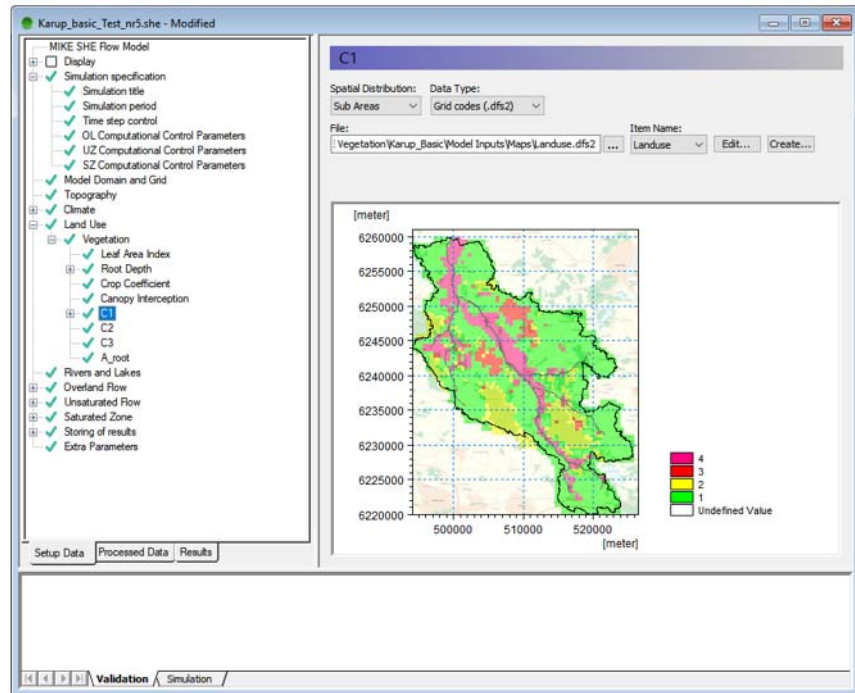 Karup_basic_Test_nr5.she - Modified
MIKE SHE Flow Model
Display
Simulation specification
Simulation title
Simulation period
Time step control
OL Computational Control Parameters
UZ Computational Control Parameters
SZ Computational Control Parameters
Model Domain and Grid
Topography
Climate
Land Use
Vegetation
Leaf Area Index
Root Depth
Crop Coefficient
Canopy Interception
C1
C2
C3
A_root
Rivers and Lakes
Overland Flow
Unsaturated Flow
Saturated Zone
Storing of results
Extra Parameters
Setup Data Processed Data Results
C1
Spatial Distribution: Data Type:
Sub Areas Grid codes (.dfs2)
File: Item Name:
: Vegetation\Karup_Basic\Model Inputs\Maps\Landuse.dfs2 ... Landuse Edit... Create...
[meter]
6260000
6255000
6250000
6245000
6240000
6235000
6230000
6225000
6220000
500000 510000 520000
[meter]
4
3
2
1
Undefined Value
Validation Simulation